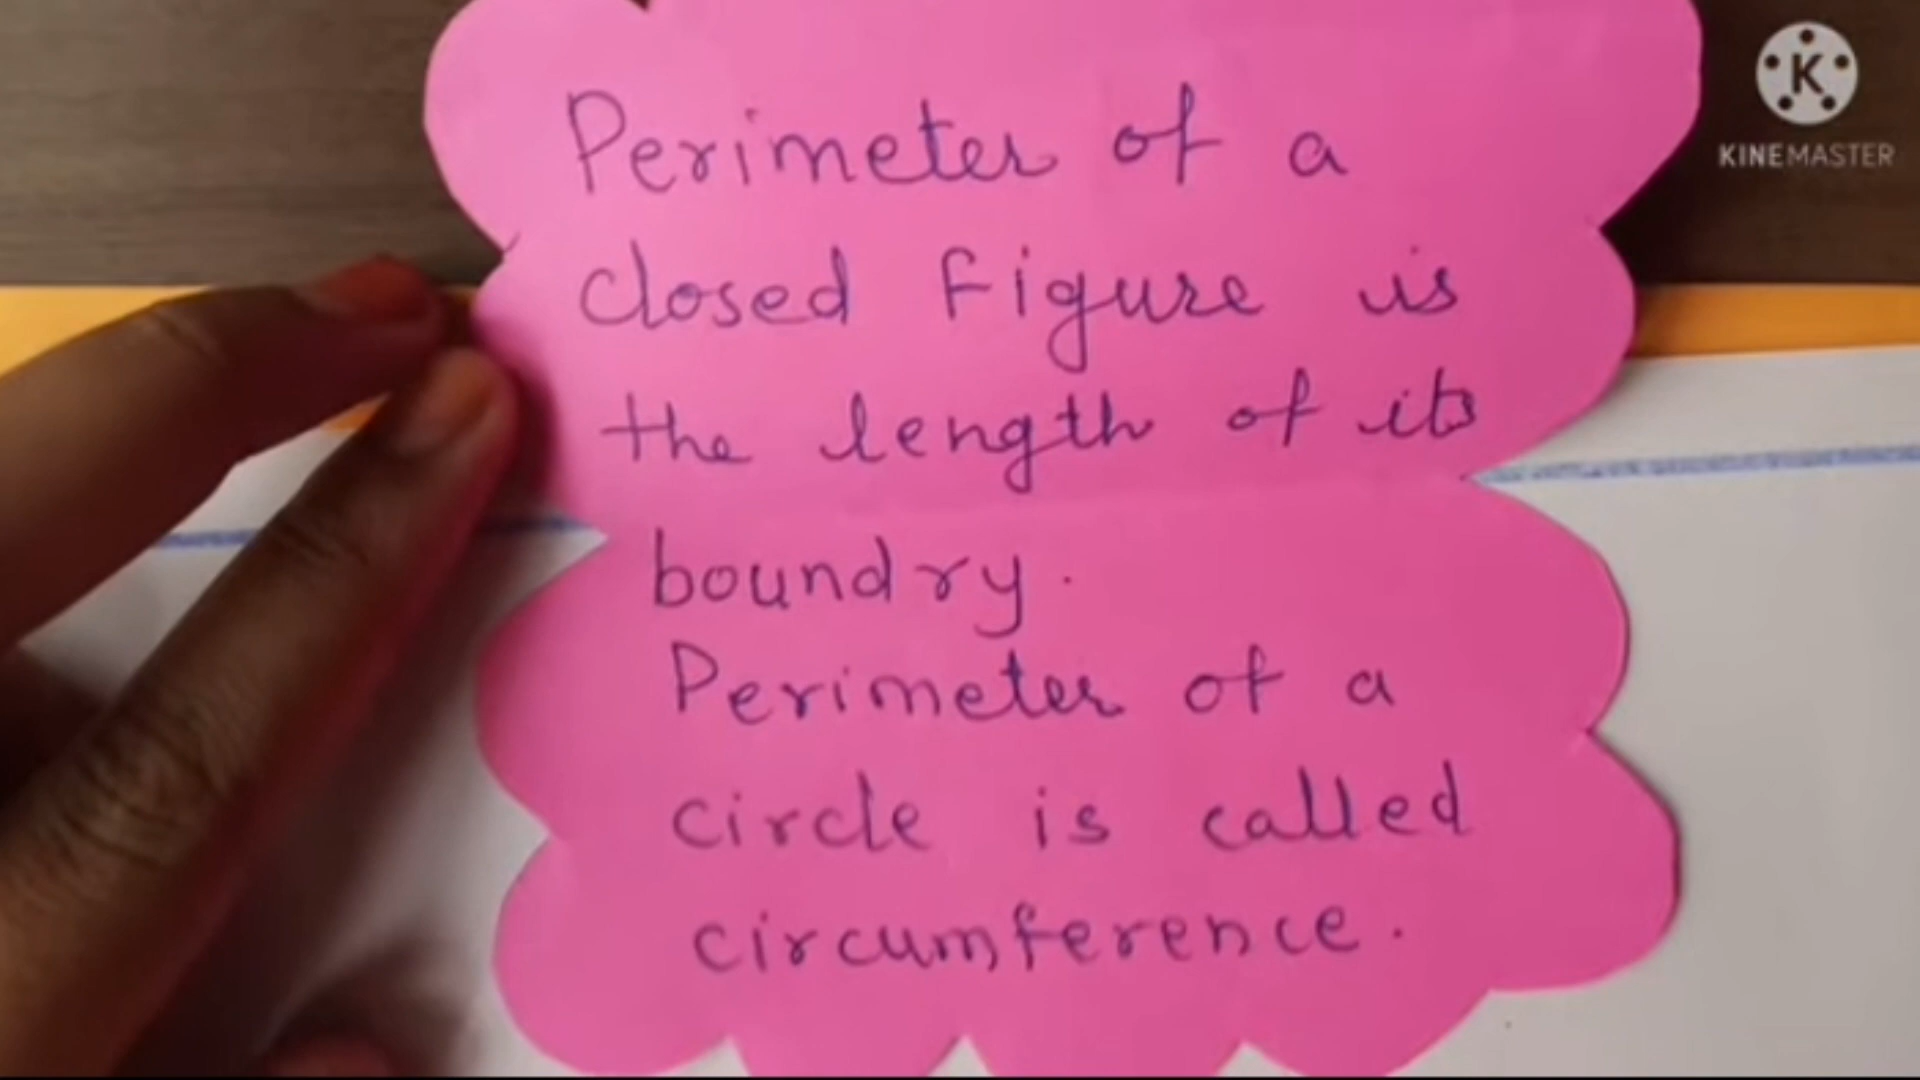 Perimeter of a
closed Figure is
the length of its
boundry.
Perimeter of a
circle is called
circumference.
K
KINEMASTER